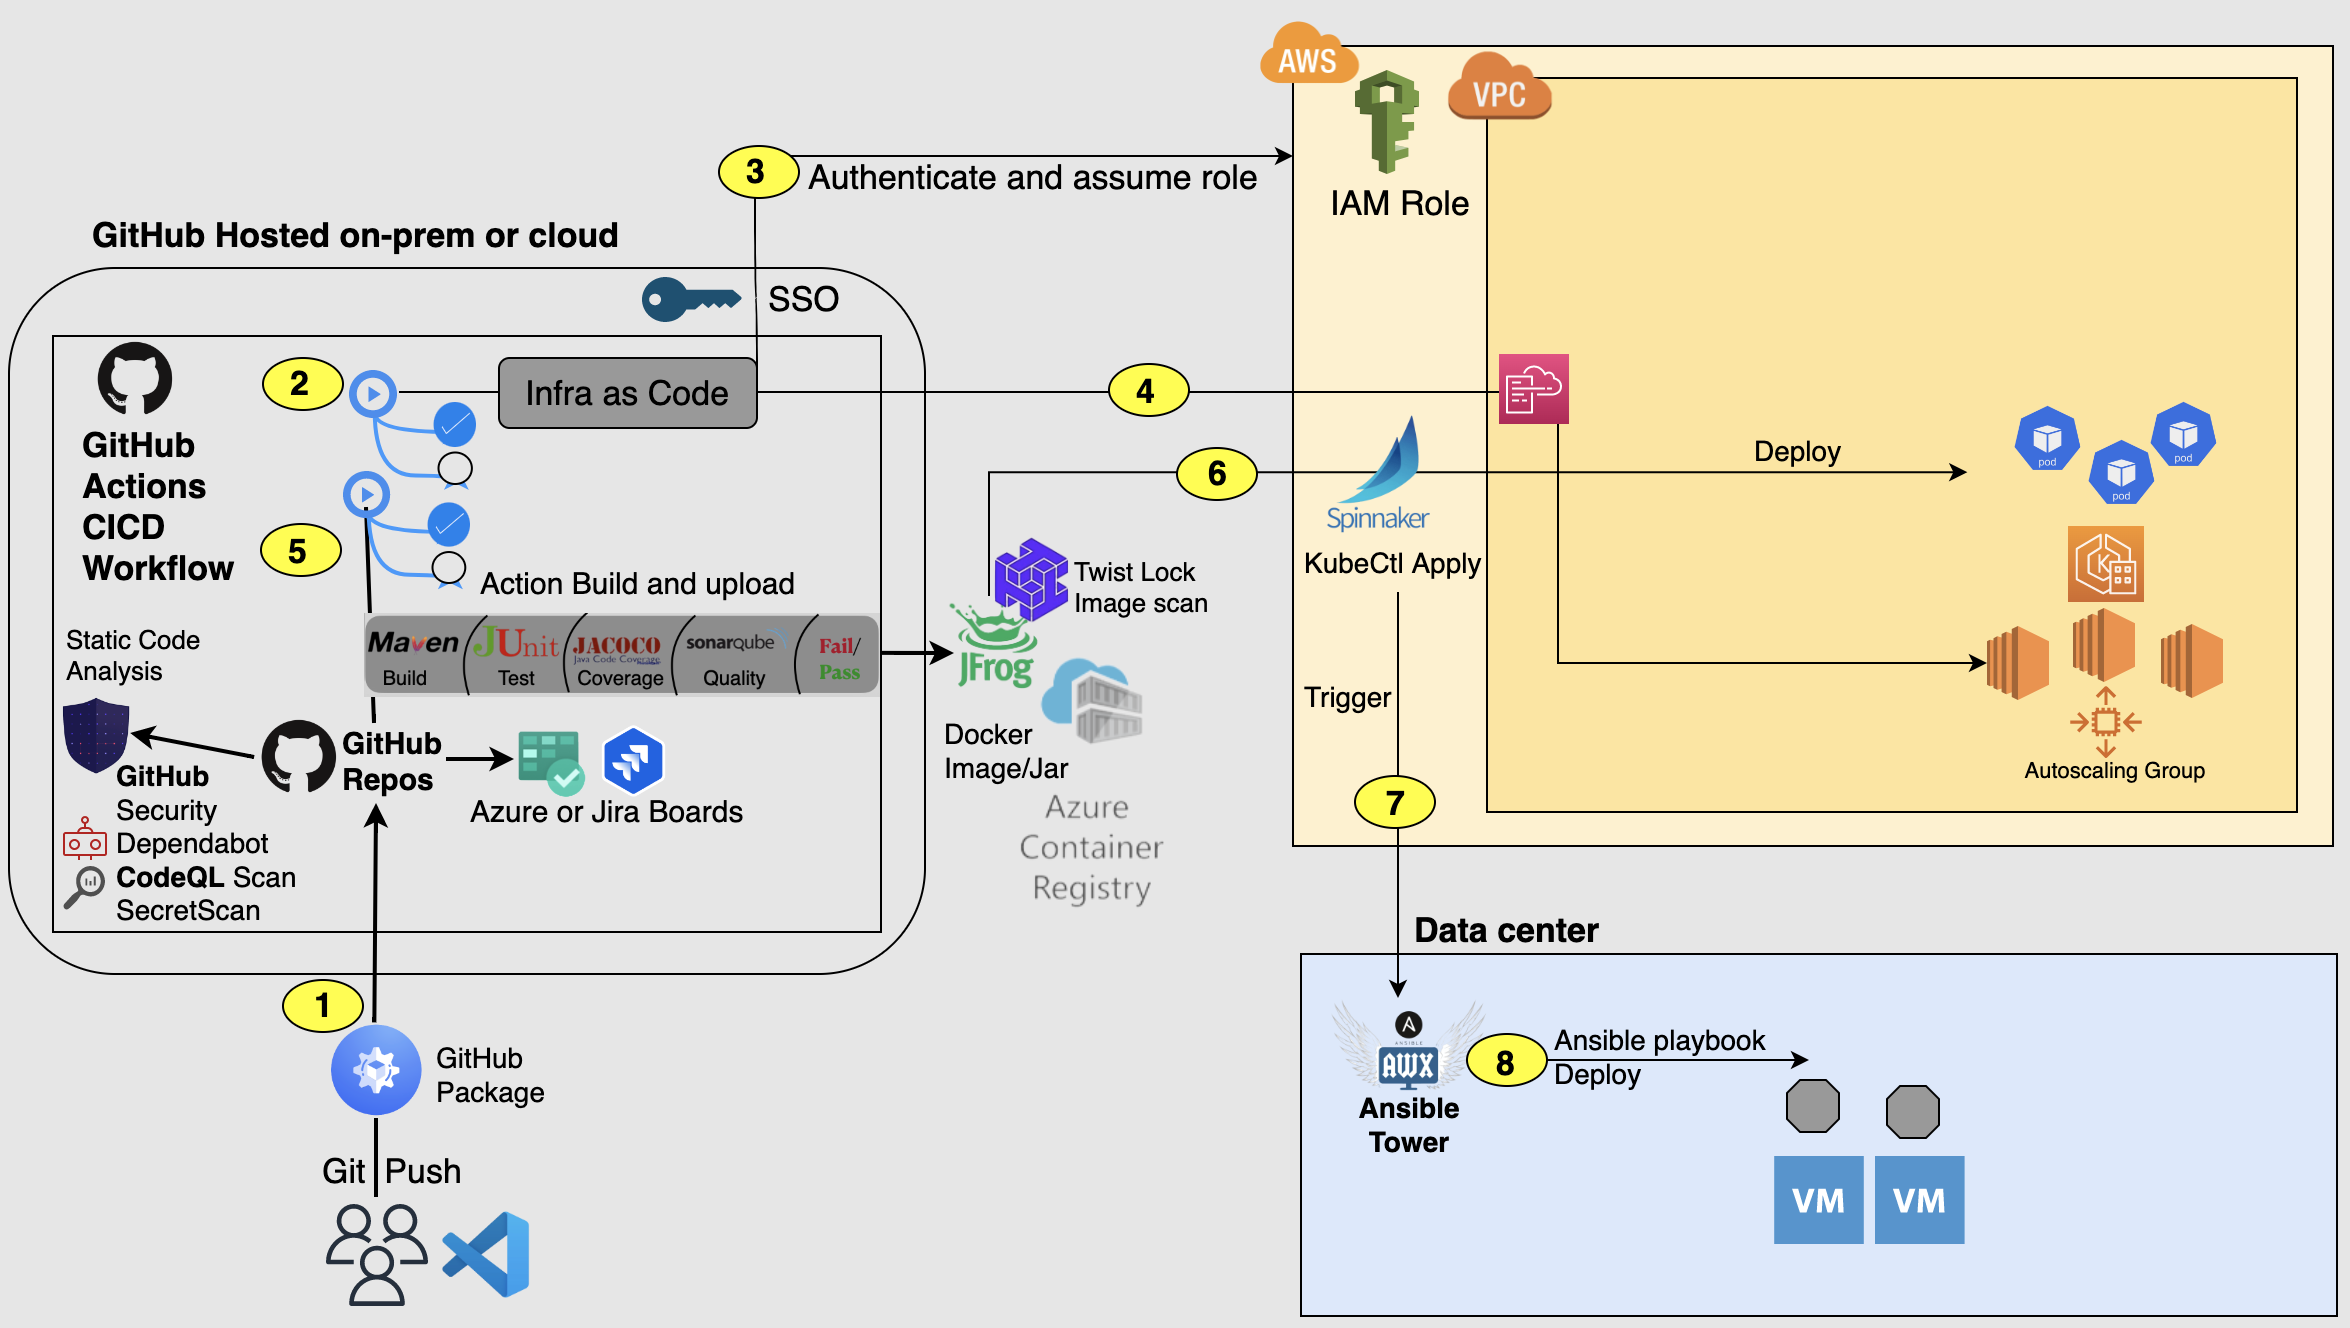 AWS
VPC
IAM Role
3
Authenticate and assume role
GitHub Hosted on-prem or cloud
SSO
2
Infra as Code
4
GitHub
Actions
CICD
Workflow
5
Action Build and upload
6
Deploy
pod
pod
pod
Spinnaker
KubeCtl Apply
K
Twist Lock
Image scan
Static Code
Analysis
Maven
Build
JUnit
Test
JACOCO
Java Code Coverage
Coverage
sonarqube
Quality
Fail/
Pass
JFrog
Docker
Image/Jar
Azure
Container
Registry
Trigger
7
Autoscaling Group
GitHub
Repos
Azure or Jira Boards
GitHub
Security
Dependabot
CodeQL Scan
SecretScan
1
GitHub
Package
Git Push
Data center
A
ANSIBLE
AWX
Ansible
Tower
8
Ansible playbook
Deploy
VM
VM